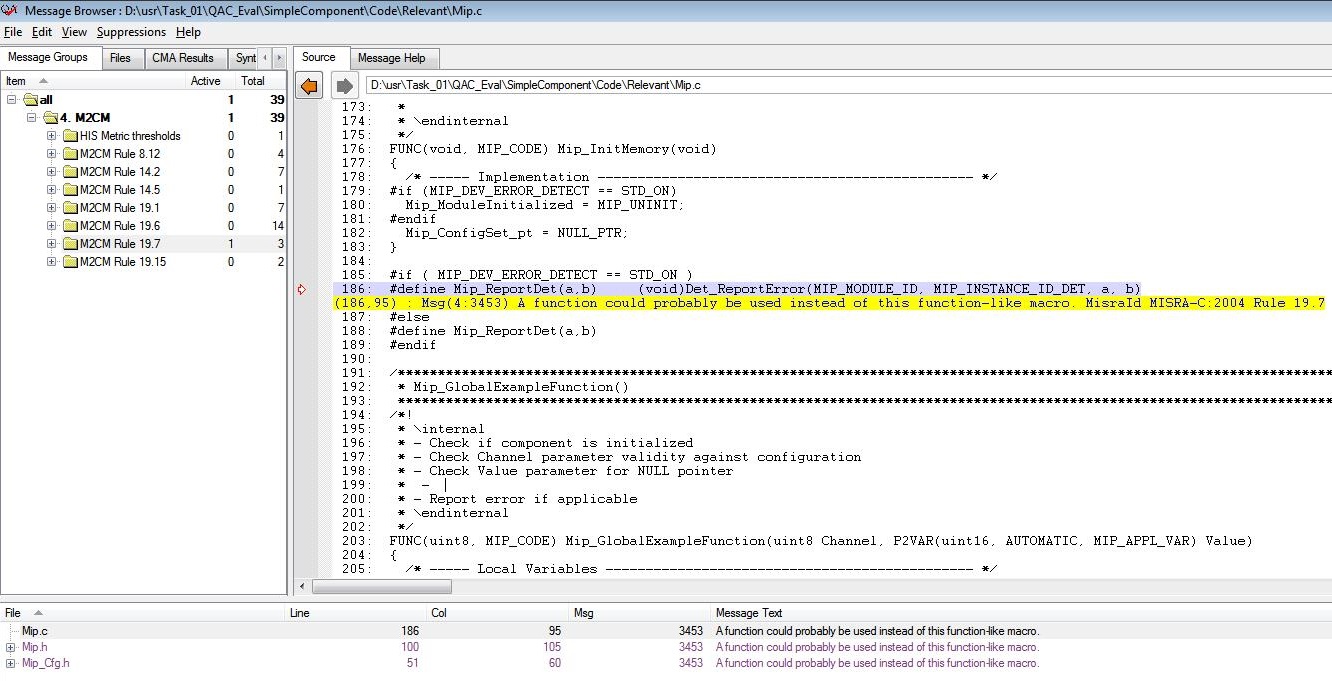 Message Browser : D:\usr\Task_01\QAC_Eval\SimpleComponent\Code\Relevant\Mip.c
File Edit View Suppressions Help
Message Groups Files CMA Results Synt
Source Message Help
Item Active Total
D:\usr\Task_01\QAC_Eval\SimpleComponent\Code\Relevant\Mip.c
all 1 39
4. M2CM 1 39
HIS Metric thresholds 0 1
M2CM Rule 8.12 0 4
M2CM Rule 14.2 0 7
M2CM Rule 14.5 0 1
M2CM Rule 19.1 0 7
M2CM Rule 19.6 0 14
M2CM Rule 19.7 1 3
M2CM Rule 19.15 0 2
173: *
174: * \endinternal
175: */
176: FUNC(void, MIP_CODE) Mip_InitMemory(void)
177: {
178: /* ----- Implementation ----------------------------------------------- */
179: #if (MIP_DEV_ERROR_DETECT == STD_ON)
180: Mip_ModuleInitialized = MIP_UNINIT;
181: #endif
182: Mip_ConfigSet_pt = NULL_PTR;
183: }
184:
185: #if ( MIP_DEV_ERROR_DETECT == STD_ON )
186: #define Mip_ReportDet(a,b) (void)Det_ReportError(MIP_MODULE_ID, MIP_INSTANCE_ID_DET, a, b)
(186,95) : Msg(4:3453) A function could probably be used instead of this function-like macro. MisraId MISRA-C:2004 Rule 19.7
187: #else
188: #define Mip_ReportDet(a,b)
189: #endif
190:
191: /************************************************************************************************************************
192: * Mip_GlobalExampleFunction()
193: ************************************************************************************************************************
194: /*!
195: * \internal
196: * - Check if component is initialized
197: * - Check Channel parameter validity against configuration
198: * - Check Value parameter for NULL pointer
199: * - |
200: * - Report error if applicable
201: * \endinternal
202: */
203: FUNC(uint8, MIP_CODE) Mip_GlobalExampleFunction(uint8 Channel, P2VAR(uint16, AUTOMATIC, MIP_APPL_VAR) Value)
204: {
205: /* ----- Local Variables ---------------------------------------------- */
File Line Col Msg Message Text
Mip.c 186 95 3453 A function could probably be used instead of this function-like macro.
Mip.h 100 105 3453 A function could probably be used instead of this function-like macro.
Mip_Cfg.h 51 60 3453 A function could probably be used instead of this function-like macro.